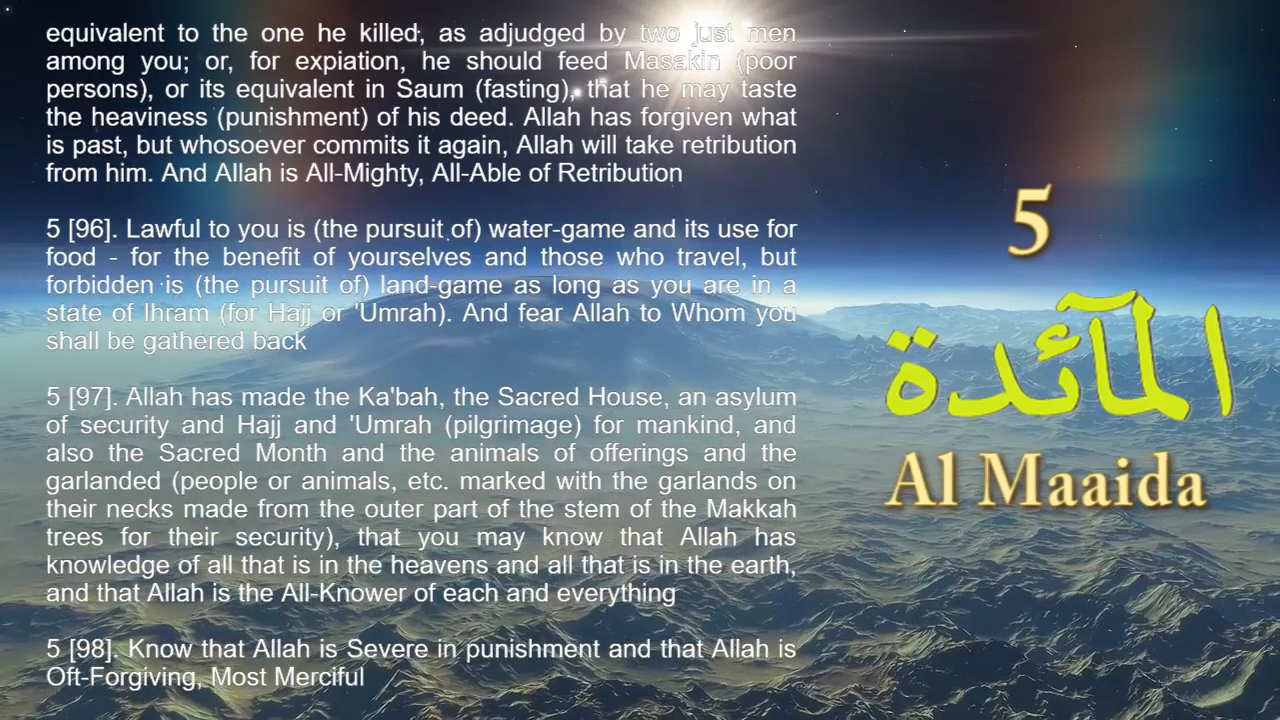 equivalent to the one he killed, as adjudged by two just men
among you; or, for expiation, he should feed Masakin (poor
persons), or its equivalent in Saum (fasting), that he may taste
the heaviness (punishment) of his deed. Allah has forgiven what
is past, but whosoever commits it again, Allah will take retribution
from him. And Allah is All-Mighty, All-Able of Retribution
5 [96]. Lawful to you is (the pursuit of) water-game and its use for
food - for the benefit of yourselves and those who travel, but
forbidden is (the pursuit of) land-game as long as you are in a
state of Ihram (for Hajj or 'Umrah). And fear Allah to Whom you
shall be gathered back
5 [97]. Allah has made the Ka'bah, the Sacred House, an asylum
of security and Hajj and 'Umrah (pilgrimage) for mankind, and
also the Sacred Month and the animals of offerings and the
garlanded (people or animals, etc. marked with the garlands on
their necks made from the outer part of the stem of the Makkah
trees for their security), that you may know that Allah has
knowledge of all that is in the heavens and all that is in the earth,
and that Allah is the All-Knower of each and everything
5 [98]. Know that Allah is Severe in punishment and that Allah is
Oft-Forgiving, Most Merciful
5
المآئدة
Al Maaida